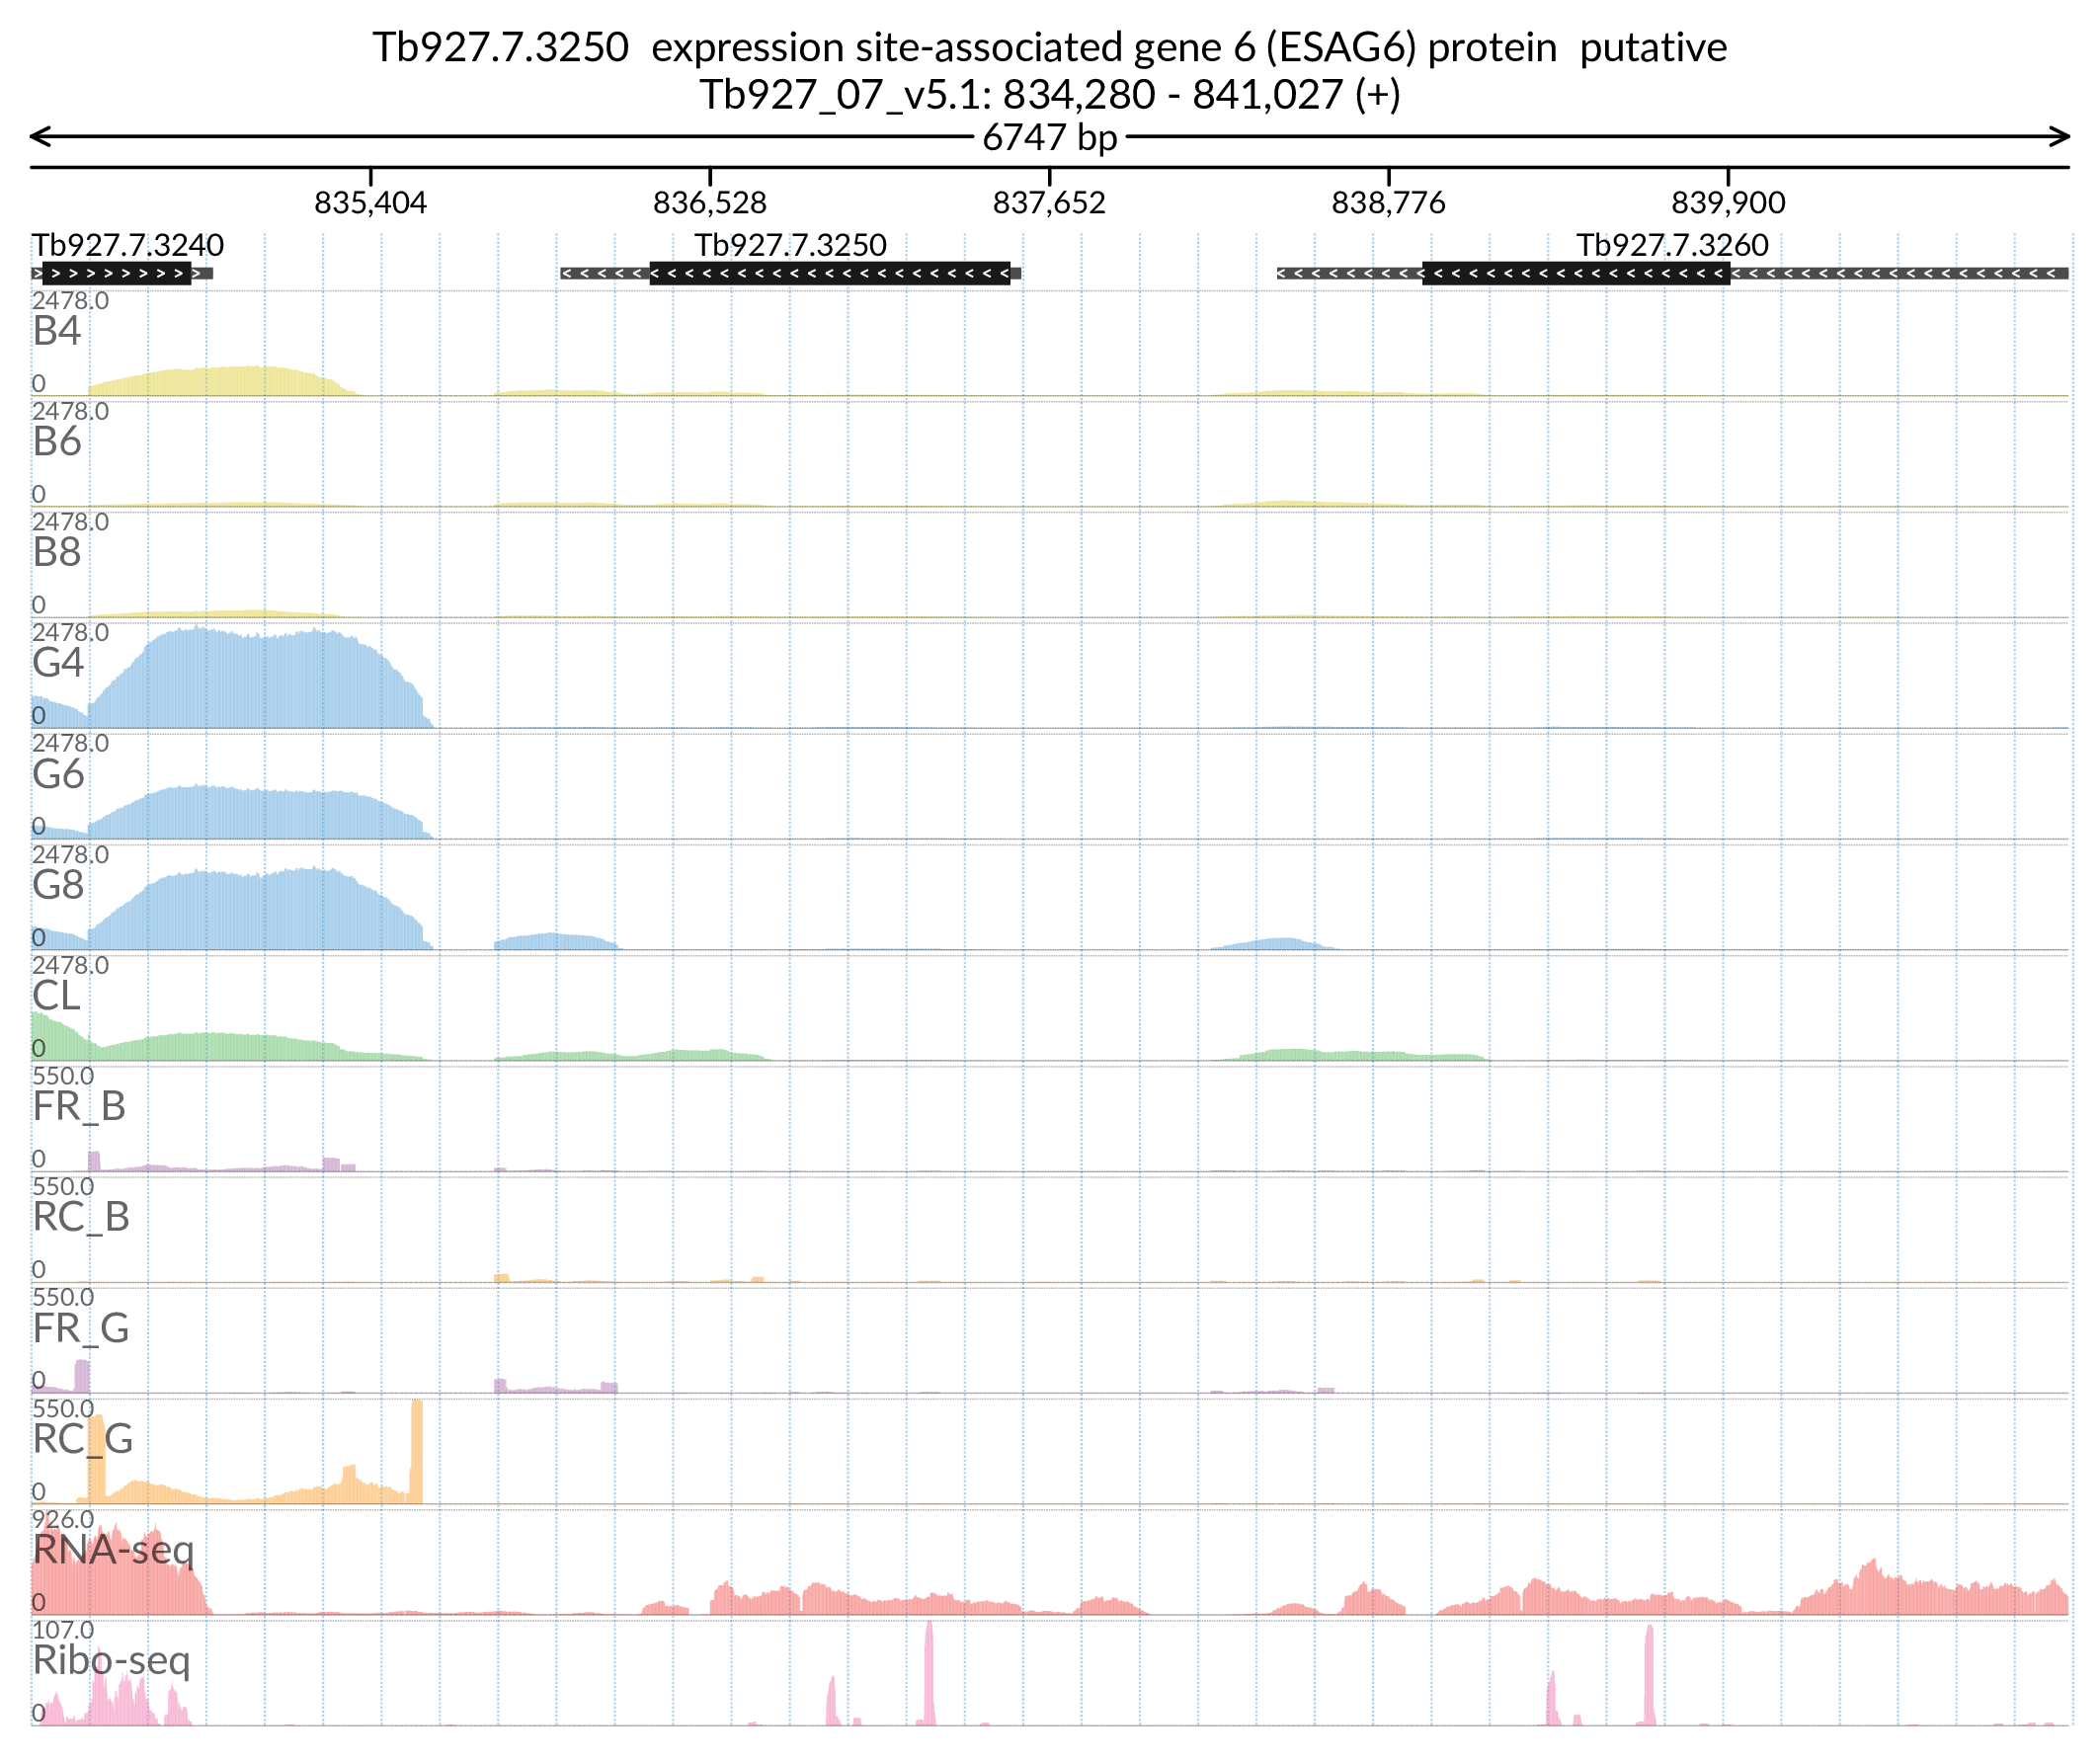 Tb927.7.3250 expression site-associated gene 6 (ESAG6) protein putative
Tb927_07_v5.1: 834,280 - 841,027 (+)
6747 bp
835,404 836,528 837,652 838,776 839,900
Tb927.7.3240 Tb927.7.3250 Tb927.7.3260
2478.0
B4
0
2478.0
B6
0
2478.0
B8
0
2478.0
G4
0
2478.0
G6
0
2478.0
G8
0
2478.0
CL
0
550.0
FR_B
0
550.0
RC_B
0
550.0
FR_G
0
550.0
RC_G
0
926.0
RNA-seq
0
107.0
Ribo-seq
0